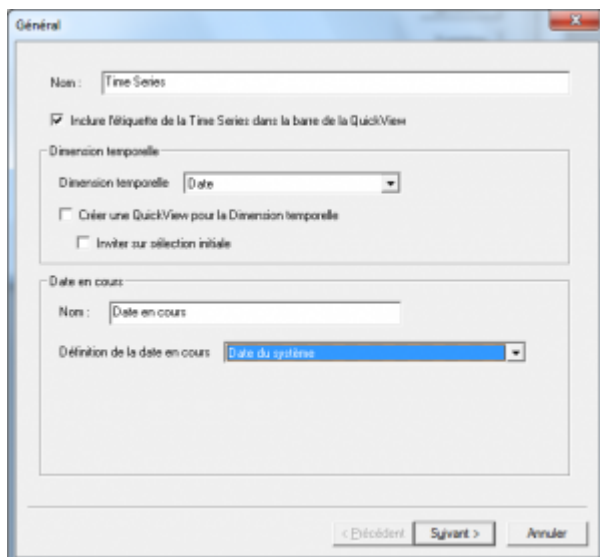 Général
Nom : Time Series
Inclure l'étiquette de la Time Series dans la barre de la QuickView
Dimension temporelle
Dimension temporelle Date
Créer une QuickView pour la Dimension temporelle
Inviter sur sélection initiale
Date en cours
Nom : Date en cours
Définition de la date en cours Date du système
< Précédent Suivant > Annuler